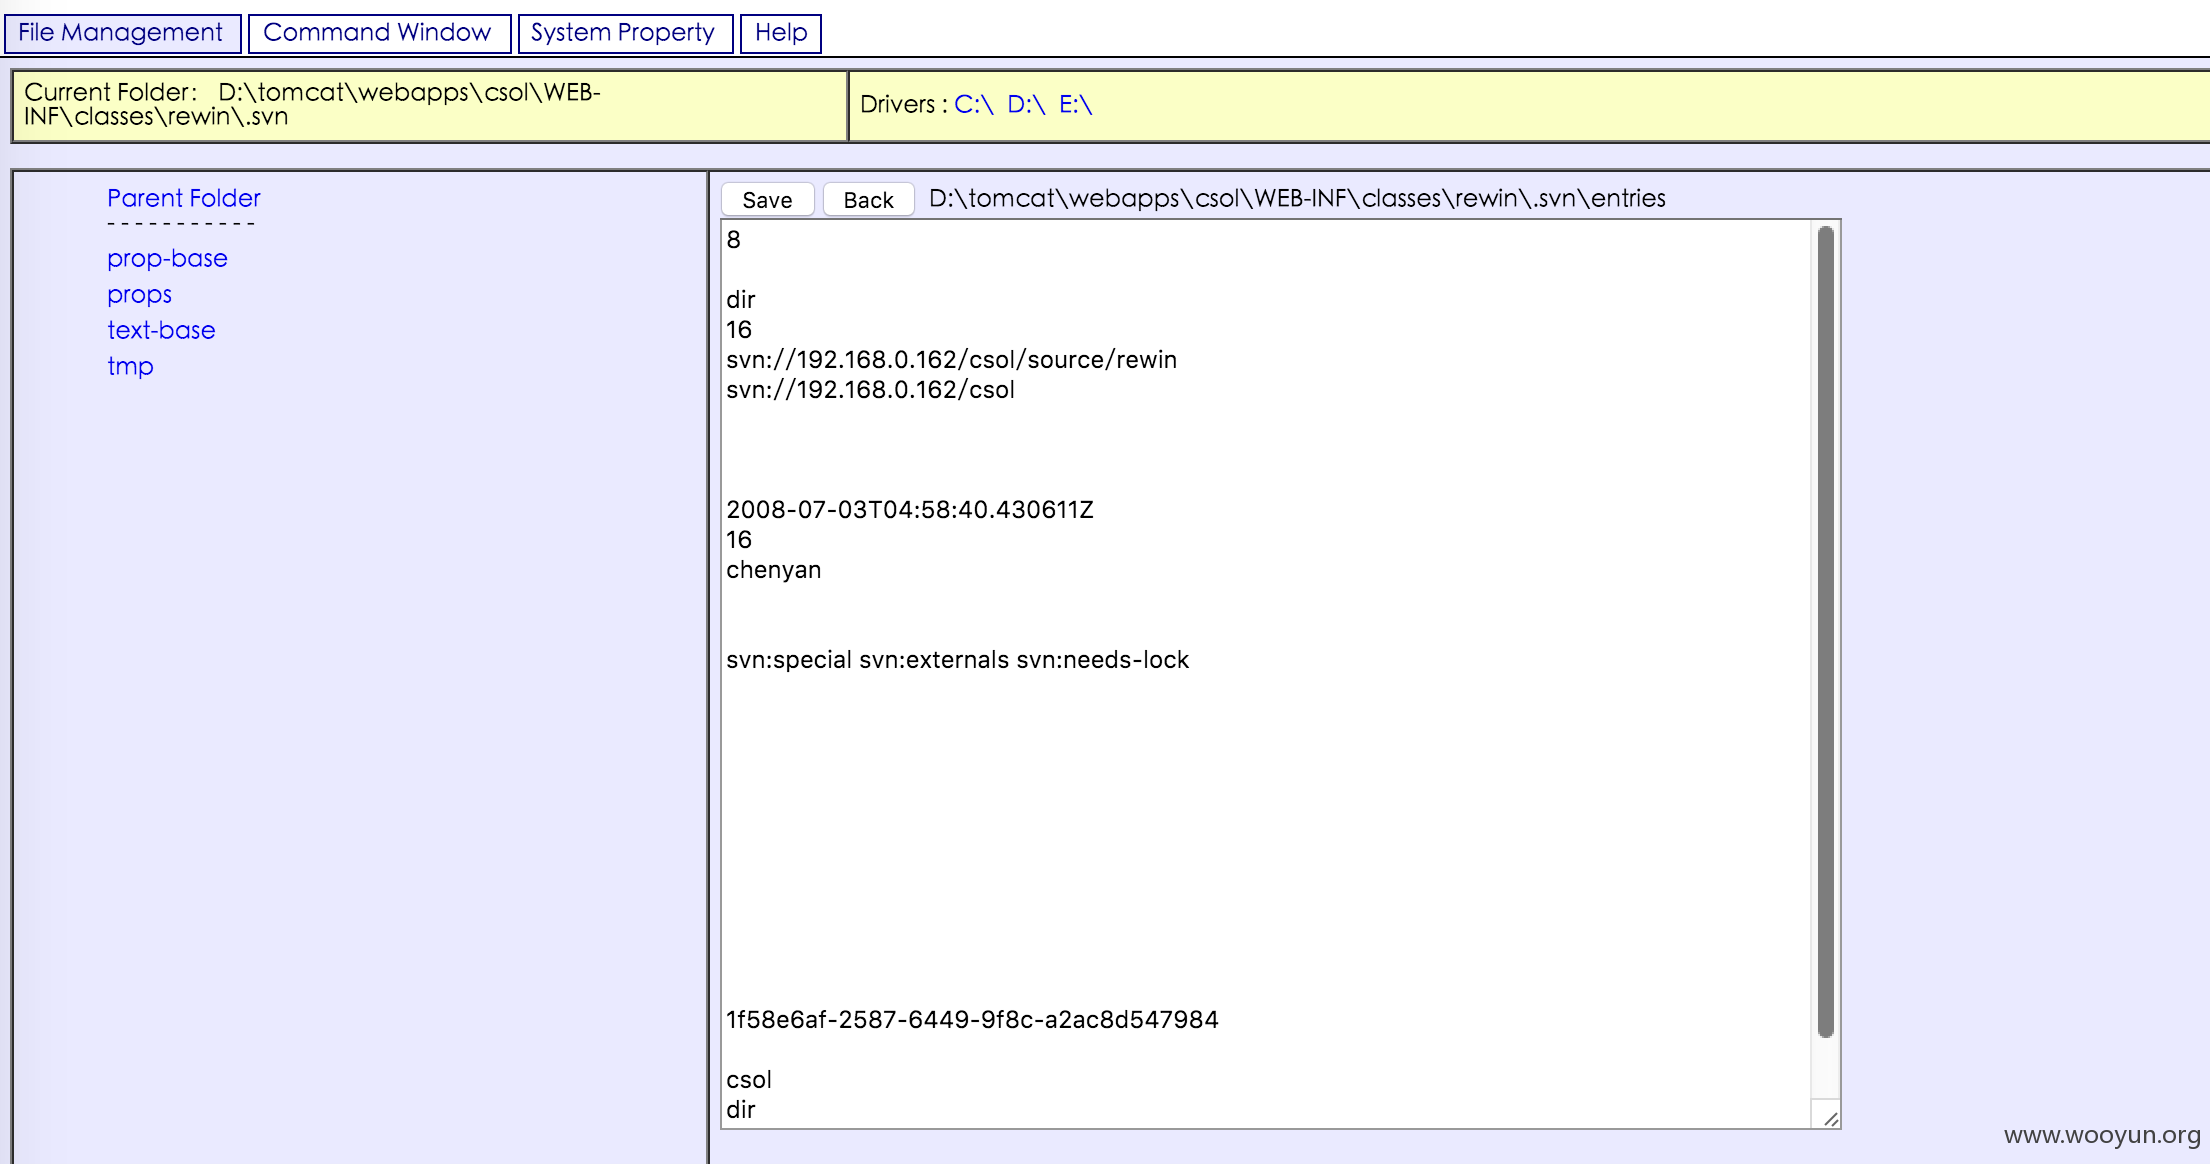 File Management Command Window System Property Help
Current Folder: D:\tomcat\webapps\csol\WEB-
INF\classes\rewin\.svn
Drivers : C:\ D:\ E:\
Parent Folder
- - - - - - - - - - -
prop-base
props
text-base
tmp
Save Back D:\tomcat\webapps\csol\WEB-INF\classes\rewin\.svn\entries
8
dir
16
svn://192.168.0.162/csol/source/rewin
svn://192.168.0.162/csol
2008-07-03T04:58:40.430611Z
16
chenyan
svn:special svn:externals svn:needs-lock
1f58e6af-2587-6449-9f8c-a2ac8d547984
csol
dir
www.wooyun.org